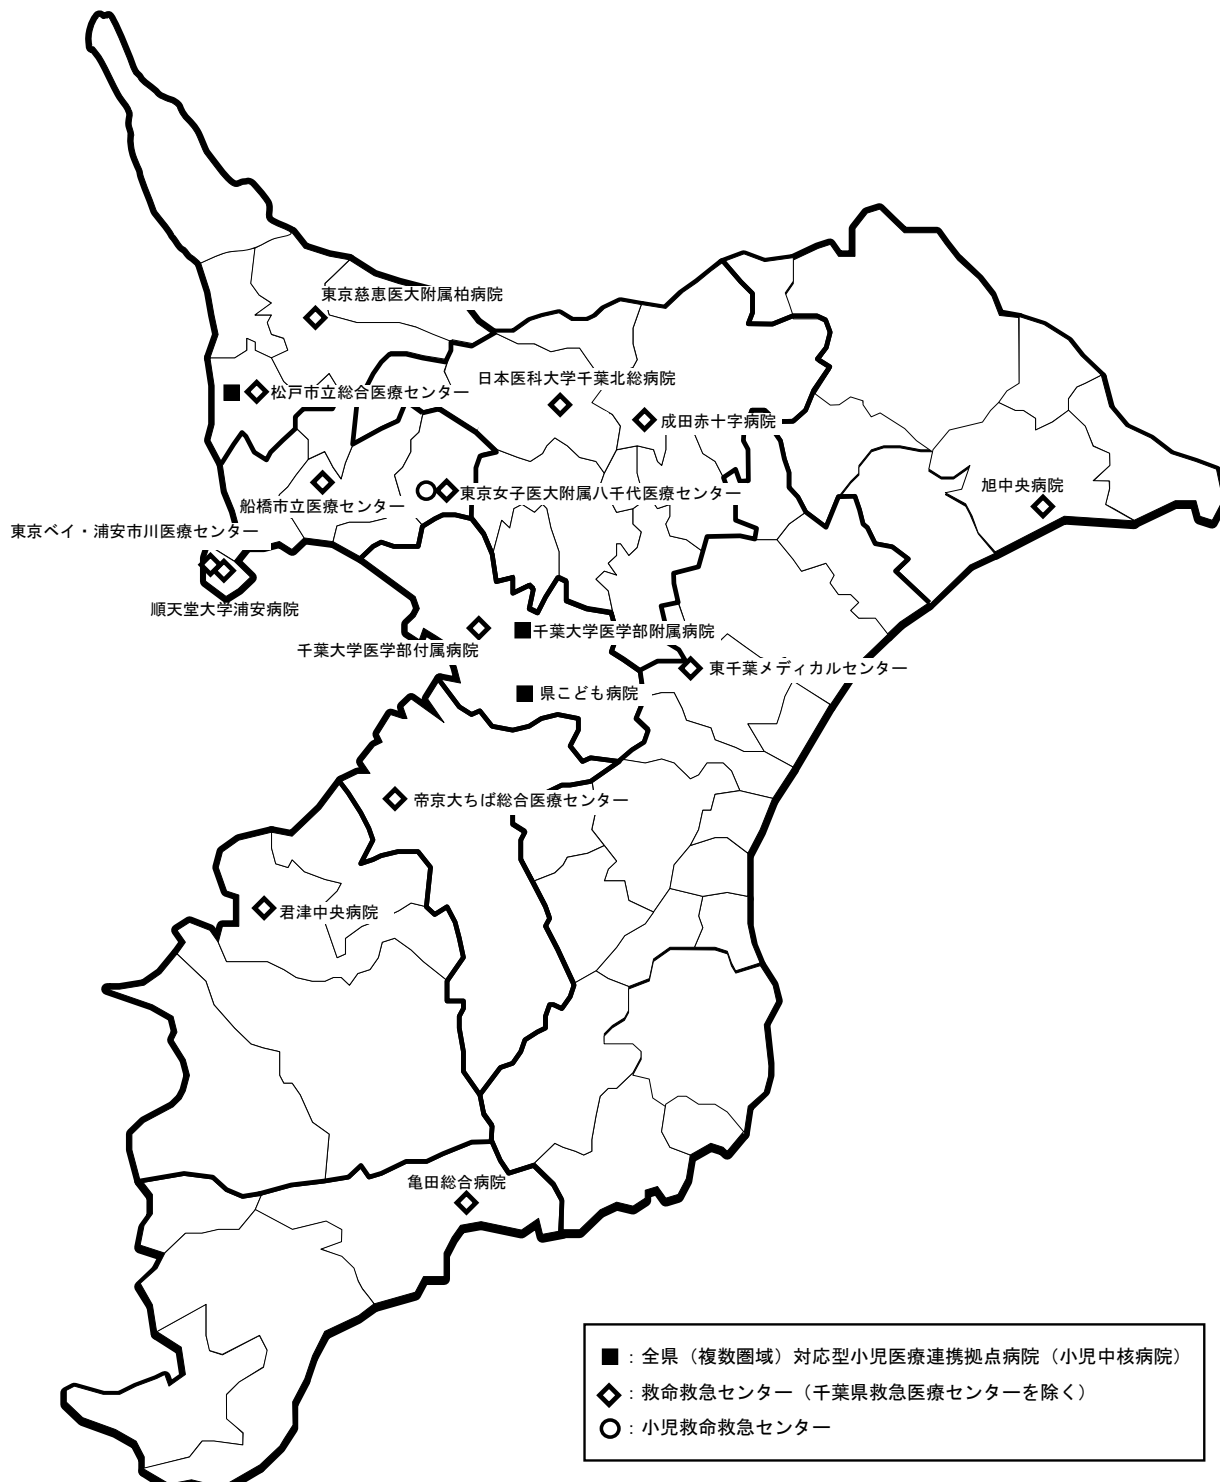 東京慈恵医大附属柏病院
日本医科大学千葉北総病院
松戸市立総合医療センター
成田赤十字病院
旭中央病院
東京女子医大附属八千代医療センター
船橋市立医療センター
東京ベイ・浦安市川医療センター
順天堂大学浦安病院
千葉大学医学部附属病院
千葉大学医学部付属病院
東千葉メディカルセンター
県こども病院
帝京大ちば総合医療センター
君津中央病院
亀田総合病院
■：全県（複数圏域）対応型小児医療連携拠点病院（小児中核病院）
◇：救命救急センター（千葉県救急医療センターを除く）
○：小児救命救急センター